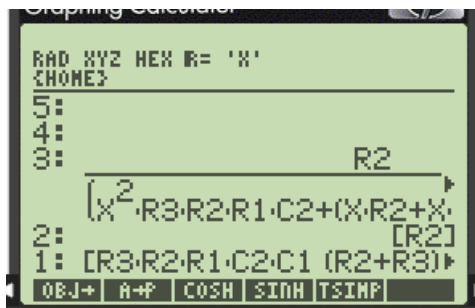 Graphing Calculator
RAD XYZ HEX R= 'X'
{HOME}
5:
4:
3: R2
(X²·R3·R2·R1·C2+(X·R2+X·
2: [R2]
1: [R3·R2·R1·C2·C1 (R2+R3)
OBJ→ A→P COSH SINH TSIMP